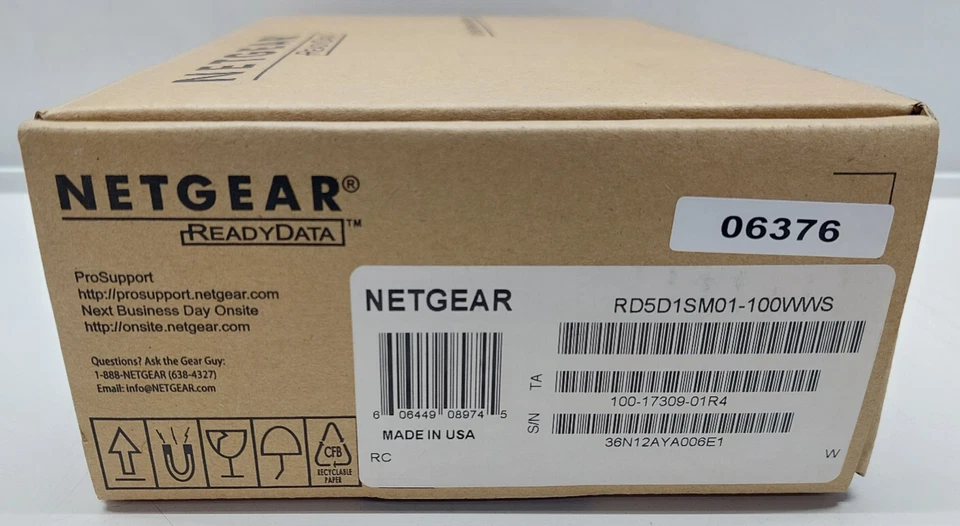 NETGEAR
READYDATA
NETGEAR®
READYDATA™
06376
ProSupport
http://prosupport.netgear.com
Next Business Day Onsite
http://onsite.netgear.com
Questions? Ask the Gear Guy:
1-888-NETGEAR (638-4327)
Email: info@NETGEAR.com
CFB
RECYCLABLE
PAPER
NETGEAR
RD5D1SM01-100WWS
6 06449 08974 5
MADE IN USA
RC
TA
100-17309-01R4
S/N
36N12AYA006E1
W